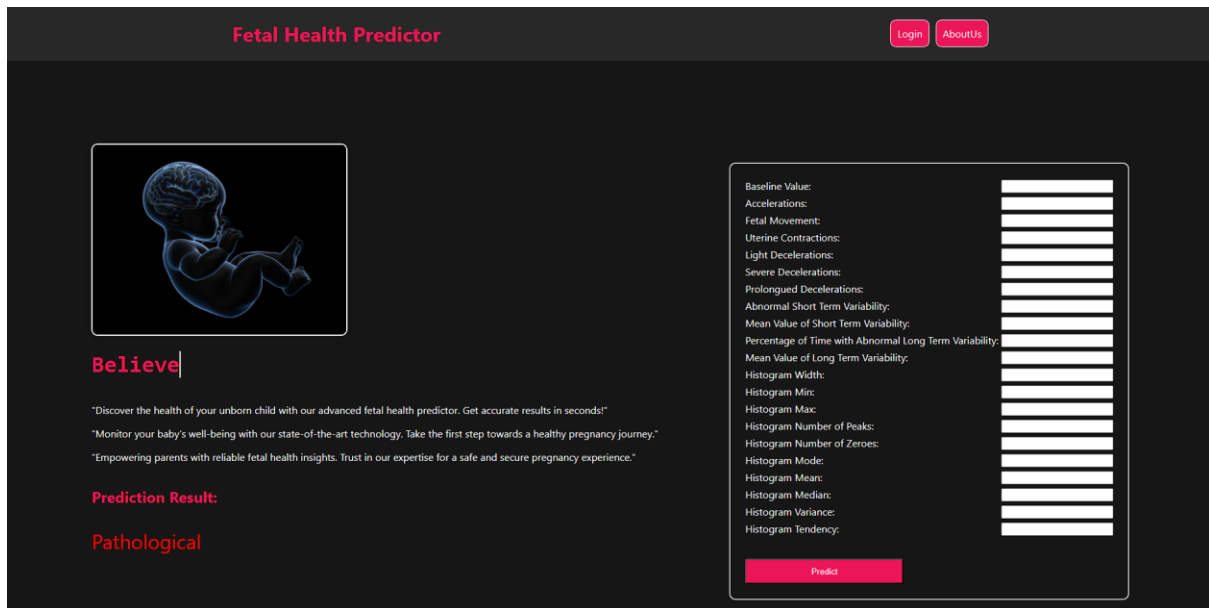 Fetal Health Predictor
Login
AboutUs
Believe
"Discover the health of your unborn child with our advanced fetal health predictor. Get accurate results in seconds!"
"Monitor your baby's well-being with our state-of-the-art technology. Take the first step towards a healthy pregnancy journey."
"Empowering parents with reliable fetal health insights. Trust in our expertise for a safe and secure pregnancy experience."
Prediction Result:
Pathological
Baseline Value:
Accelerations:
Fetal Movement:
Uterine Contractions:
Light Decelerations:
Severe Decelerations:
Prolongued Decelerations:
Abnormal Short Term Variability:
Mean Value of Short Term Variability:
Percentage of Time with Abnormal Long Term Variability:
Mean Value of Long Term Variability:
Histogram Width:
Histogram Min:
Histogram Max:
Histogram Number of Peaks:
Histogram Number of Zeroes:
Histogram Mode:
Histogram Mean:
Histogram Median:
Histogram Variance:
Histogram Tendency:
Predict